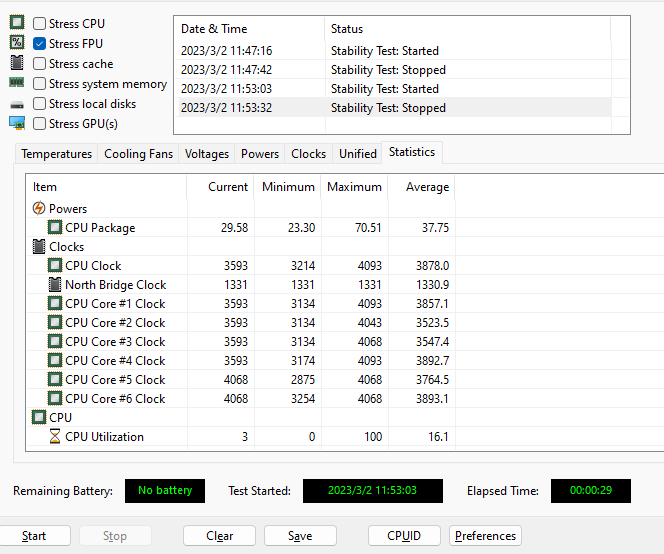 Stress CPU
Stress FPU
Stress cache
Stress system memory
Stress local disks
Stress GPU(s)
Date & Time Status
2023/3/2 11:47:16 Stability Test: Started
2023/3/2 11:47:42 Stability Test: Stopped
2023/3/2 11:53:03 Stability Test: Started
2023/3/2 11:53:32 Stability Test: Stopped
Temperatures Cooling Fans Voltages Powers Clocks Unified Statistics
Item Current Minimum Maximum Average
Powers
CPU Package 29.58 23.30 70.51 37.75
Clocks
CPU Clock 3593 3214 4093 3878.0
North Bridge Clock 1331 1331 1331 1330.9
CPU Core #1 Clock 3593 3134 4093 3857.1
CPU Core #2 Clock 3593 3134 4043 3523.5
CPU Core #3 Clock 3593 3134 4068 3547.4
CPU Core #4 Clock 3593 3174 4093 3892.7
CPU Core #5 Clock 4068 2875 4068 3764.5
CPU Core #6 Clock 4068 3254 4068 3893.1
CPU
CPU Utilization 3 0 100 16.1
Remaining Battery: No battery Test Started: 2023/3/2 11:53:03 Elapsed Time: 00:00:29
Start Stop Clear Save CPUID Preferences